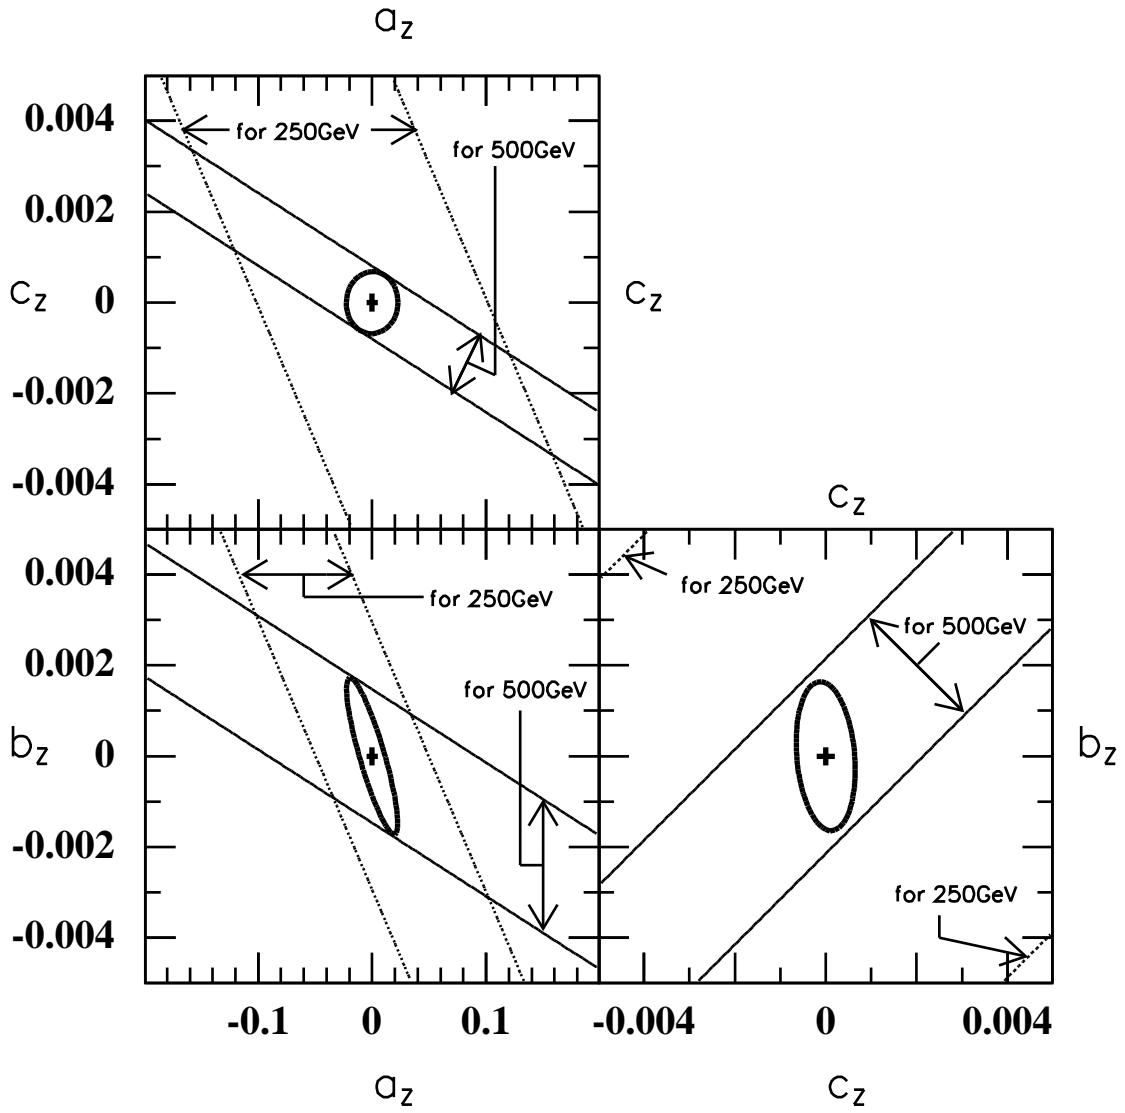 a_z
0.004
for 250GeV
for 500GeV
0.002
c_z
0
c_z
-0.002
-0.004
c_z
0.004
for 250GeV
for 250GeV
for 500GeV
0.002
for 500GeV
b_z
0
b_z
-0.002
for 250GeV
-0.004
-0.1
0
0.1
-0.004
0
0.004
a_z
c_z